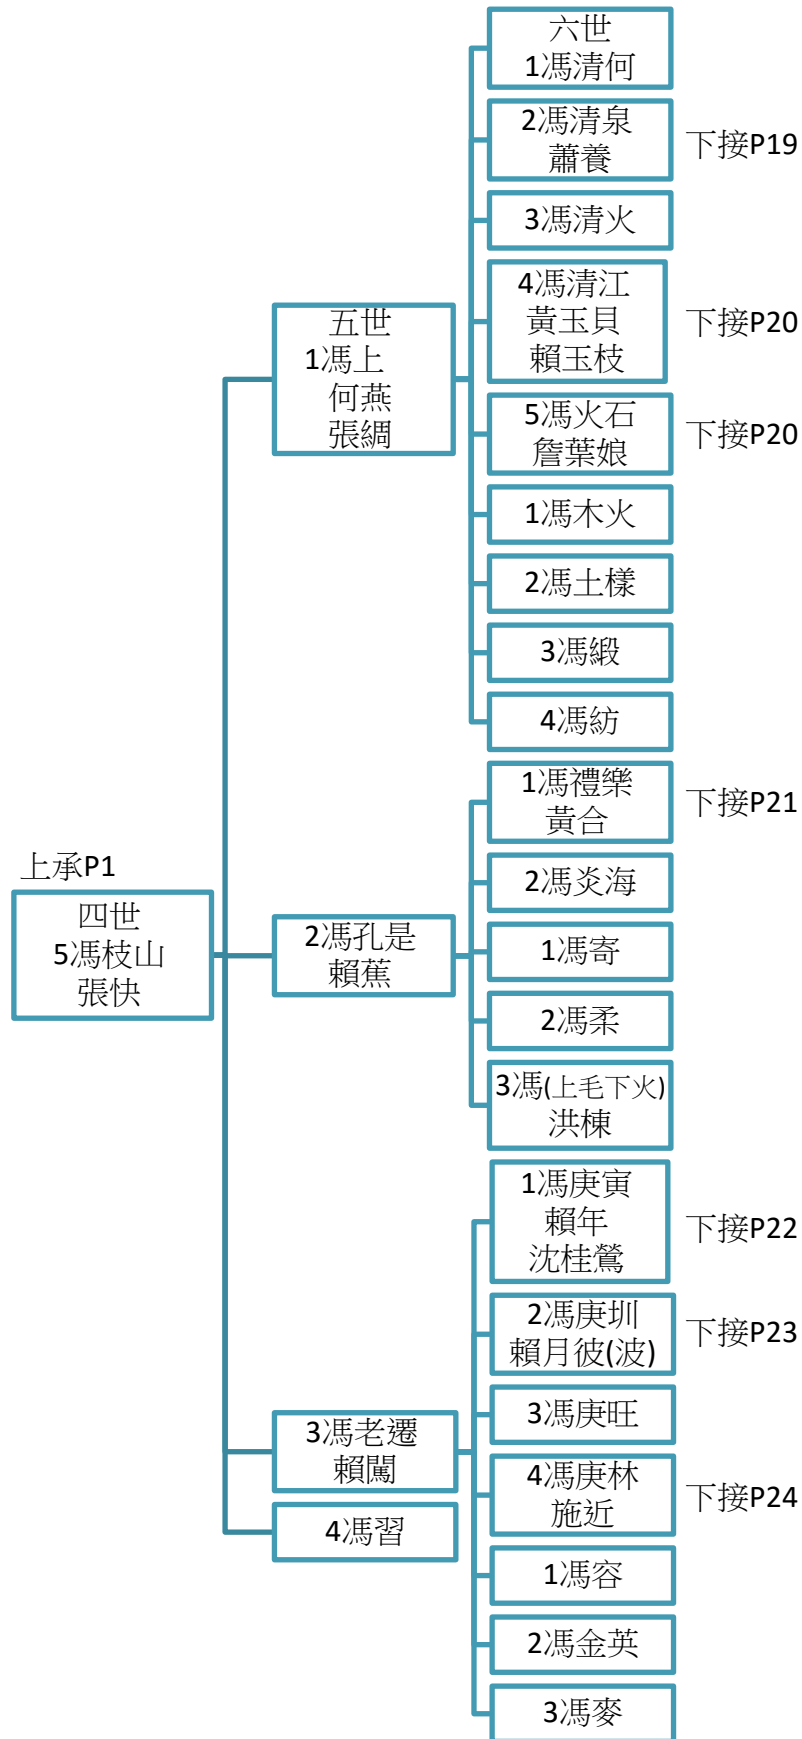 上承P1
四世
5馮枝山
張快
五世
1馮上
何燕
張綢
2馮孔是
賴蕉
3馮老遷
賴闖
4馮習
六世
1馮清何
2馮清泉
蕭養
下接P19
3馮清火
4馮清江
黃玉貝
賴玉枝
下接P20
5馮火石
詹葉娘
下接P20
1馮木火
2馮土樣
3馮緞
4馮紡
1馮禮樂
黃合
下接P21
2馮炎海
1馮寄
2馮柔
3馮(上毛下火)
洪棟
1馮庚寅
賴年
沈桂鶯
下接P22
2馮庚圳
賴月彼(波)
下接P23
3馮庚旺
4馮庚林
施近
下接P24
1馮容
2馮金英
3馮麥